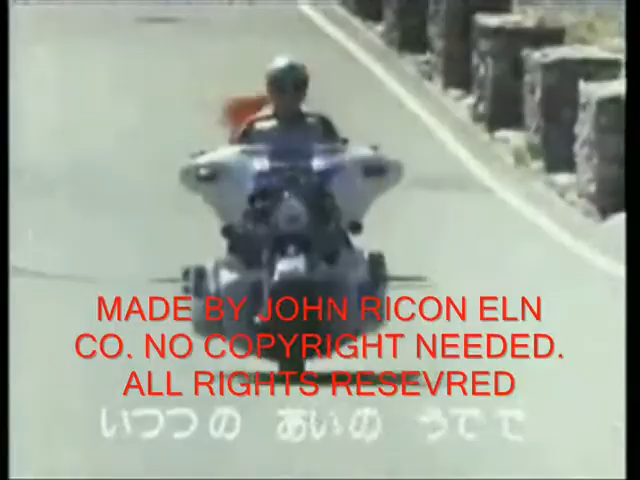 MADE BY JOHN RICON ELN
CO. NO COPYRIGHT NEEDED.
ALL RIGHTS RESEVRED
いつつの あいの うでで